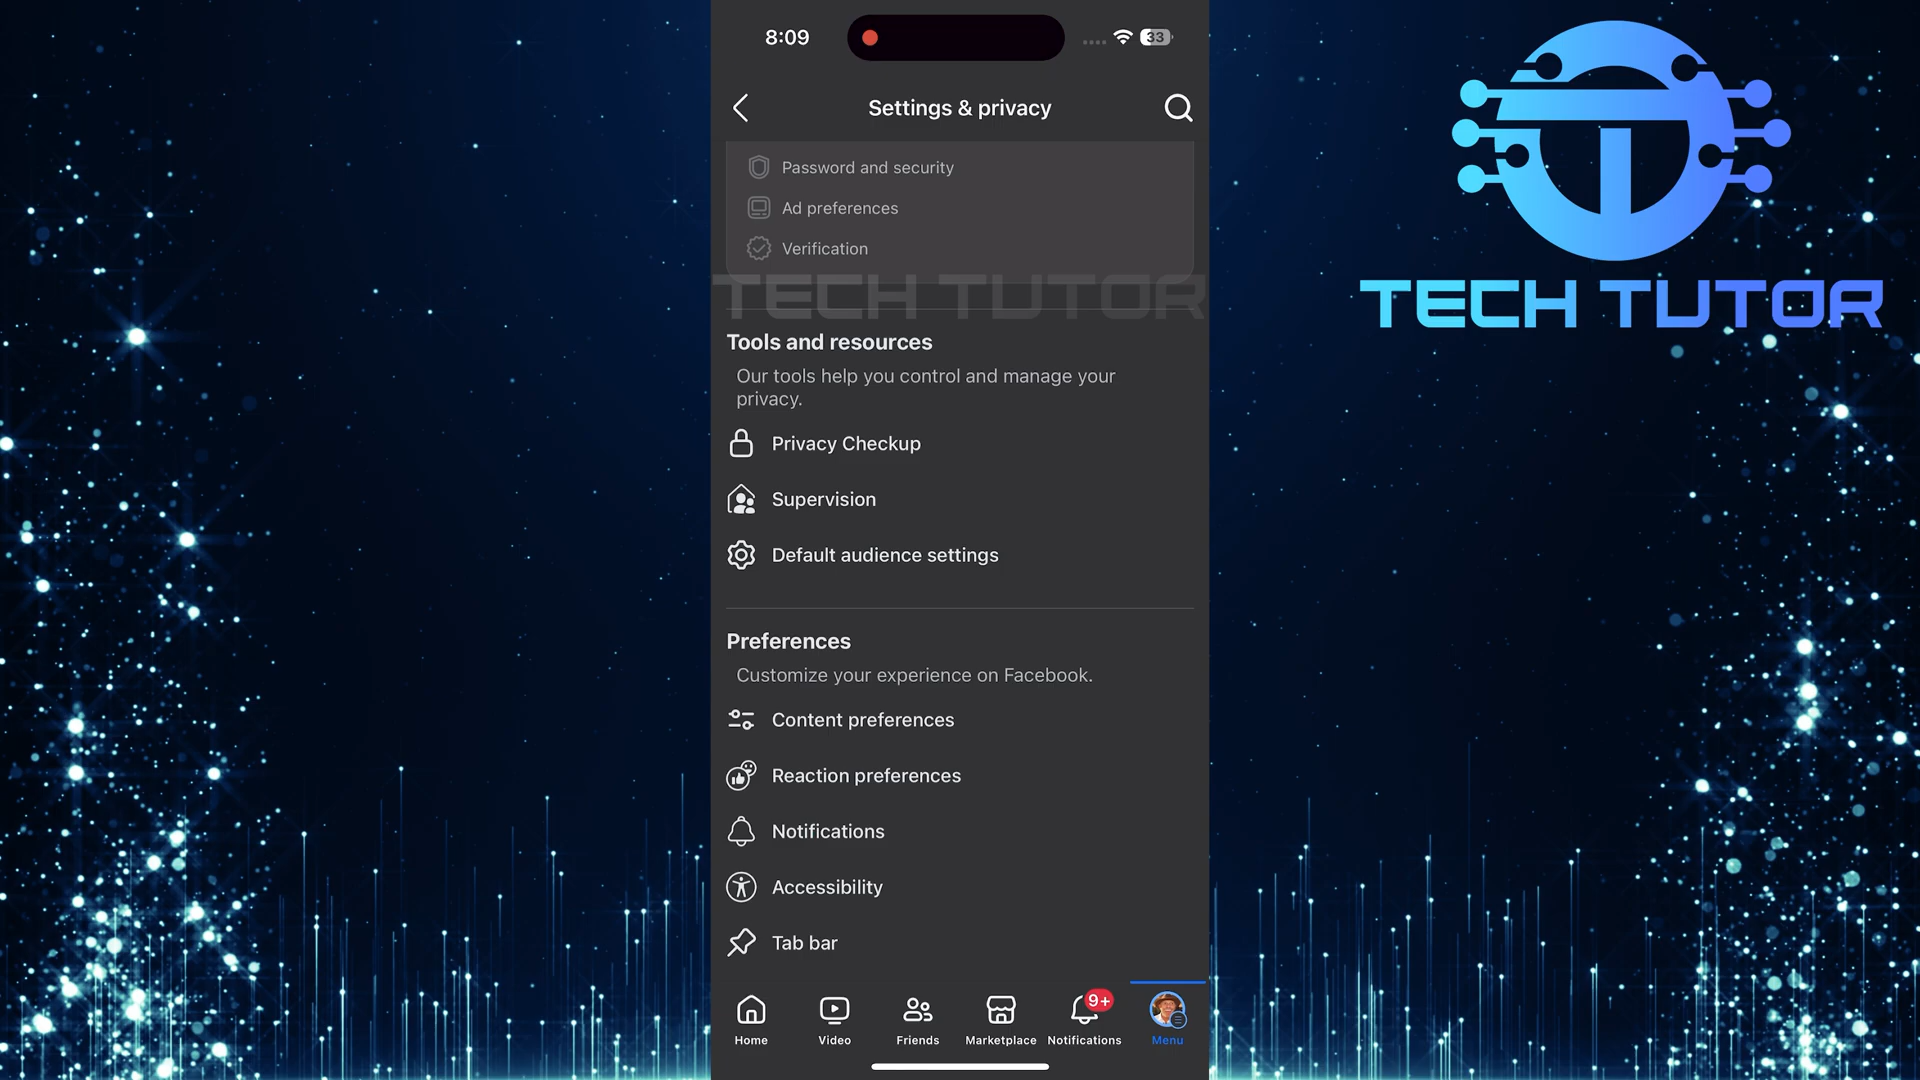 8:09
33
Settings & privacy
Password and security
Ad preferences
Verification
TECH TUTOR
Tools and resources
Our tools help you control and manage your
privacy.
Privacy Checkup
Supervision
Default audience settings
Preferences
Customize your experience on Facebook.
Content preferences
Reaction preferences
Notifications
Accessibility
Tab bar
9+
Home
Video
Friends
Marketplace
Notifications
Menu
TECH TUTOR